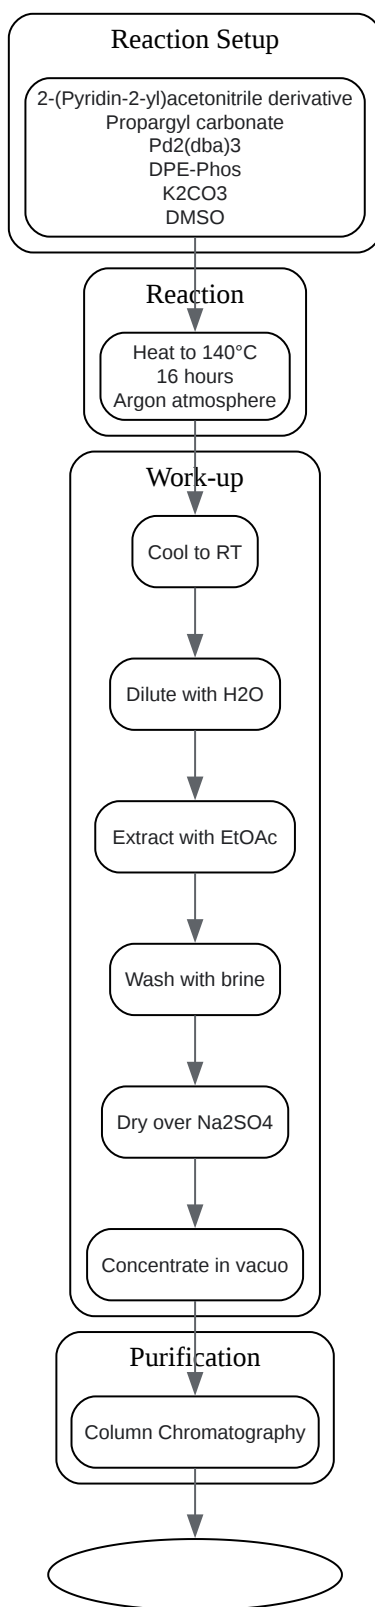 Reaction Setup
2-(Pyridin-2-yl)acetonitrile derivative
Propargyl carbonate
Pd2(dba)3
DPE-Phos
K2CO3
DMSO
Reaction
Heat to 140°C
16 hours
Argon atmosphere
Work-up
Cool to RT
Dilute with H2O
Extract with EtOAc
Wash with brine
Dry over Na2SO4
Concentrate in vacuo
Purification
Column Chromatography